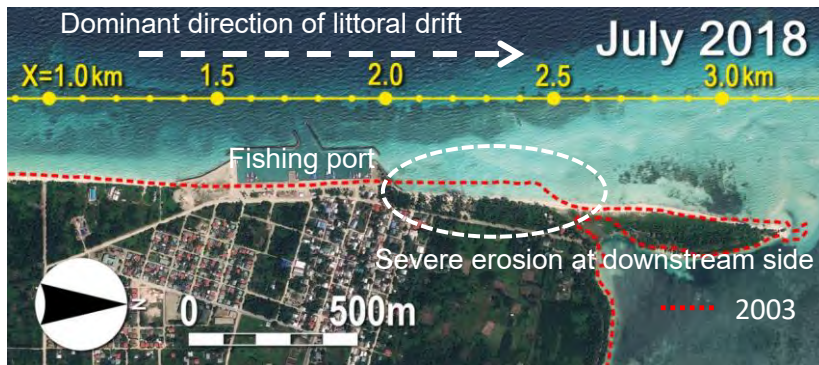 Dominant direction of littoral drift
July 2018
X=1.0km 1.5 2.0 2.5 3.0km
Fishing port
Severe erosion at downstream side
N
0 500m
2003